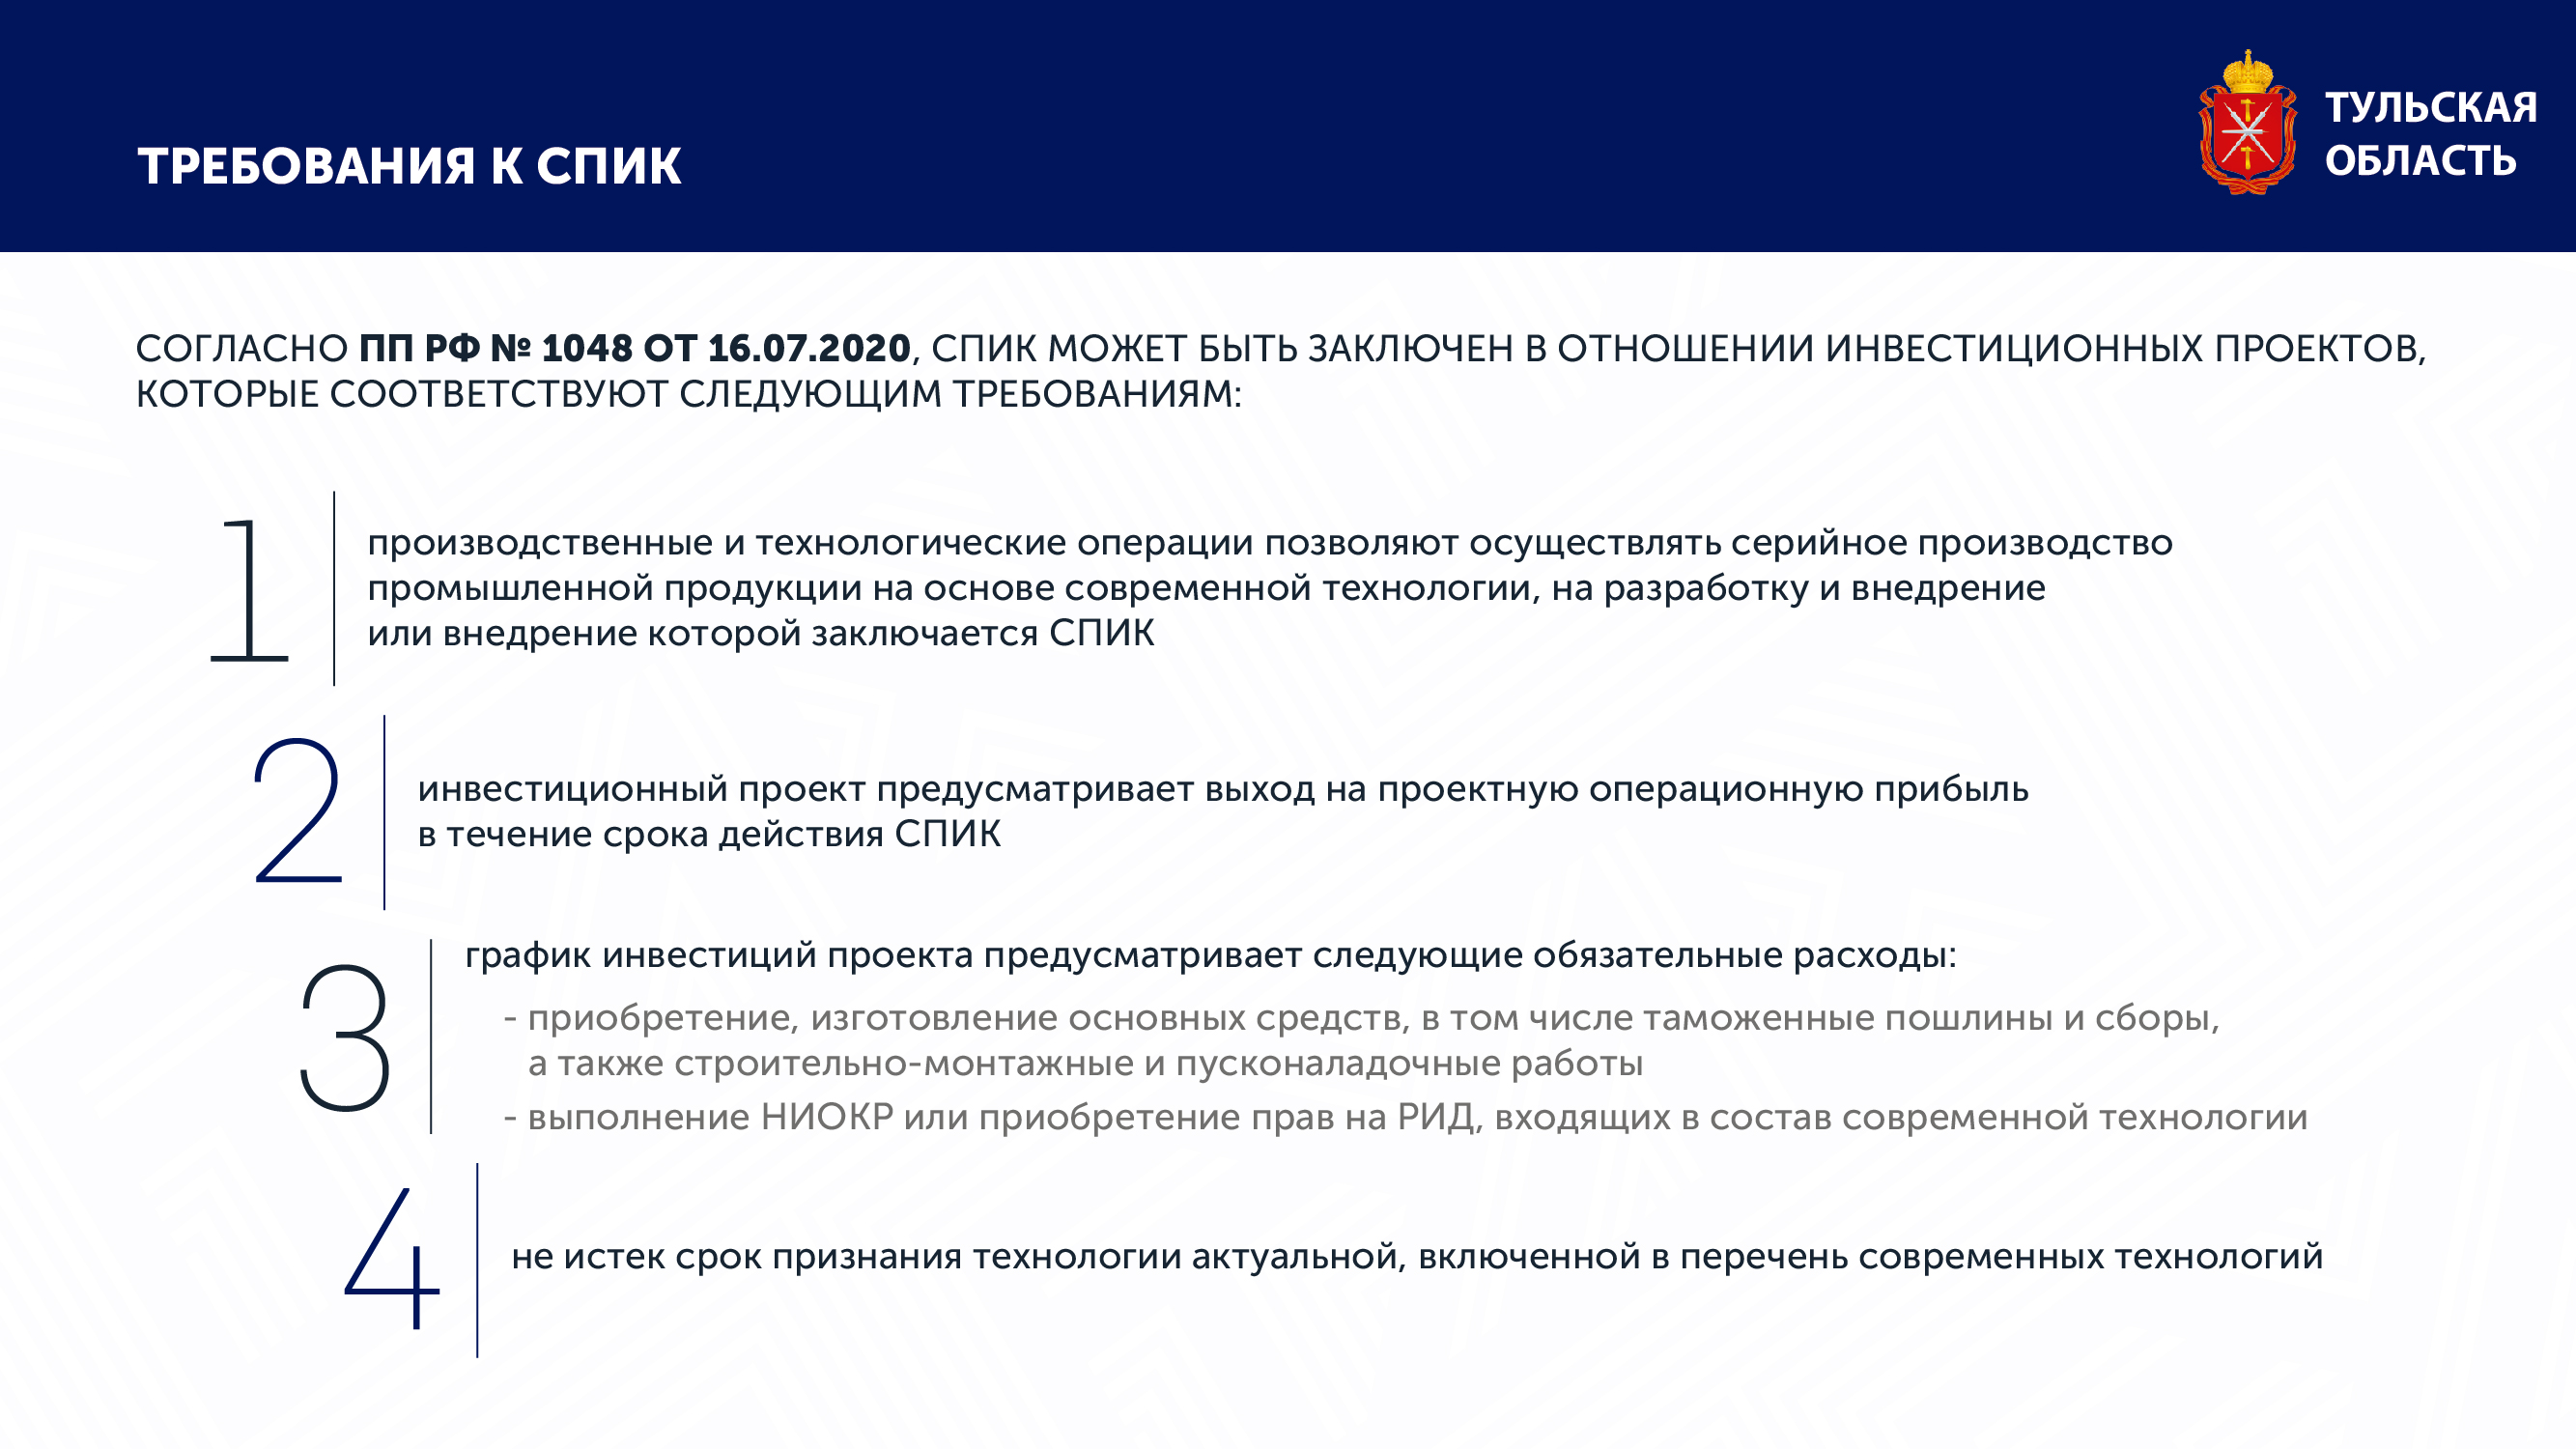 ТРЕБОВАНИЯ К СПИК
ТУЛЬСКАЯ
ОБЛАСТЬ
СОГЛАСНО ПП РФ № 1048 ОТ 16.07.2020, СПИК МОЖЕТ БЫТЬ ЗАКЛЮЧЕН В ОТНОШЕНИИ ИНВЕСТИЦИОННЫХ ПРОЕКТОВ,
КОТОРЫЕ СООТВЕТСТВУЮТ СЛЕДУЮЩИМ ТРЕБОВАНИЯМ:
1
производственные и технологические операции позволяют осуществлять серийное производство
промышленной продукции на основе современной технологии, на разработку и внедрение
или внедрение которой заключается СПИК
2
инвестиционный проект предусматривает выход на проектную операционную прибыль
в течение срока действия СПИК
3
график инвестиций проекта предусматривает следующие обязательные расходы:
- приобретение, изготовление основных средств, в том числе таможенные пошлины и сборы,
а также строительно-монтажные и пусконаладочные работы
- выполнение НИОКР или приобретение прав на РИД, входящих в состав современной технологии
4
не истек срок признания технологии актуальной, включенной в перечень современных технологий